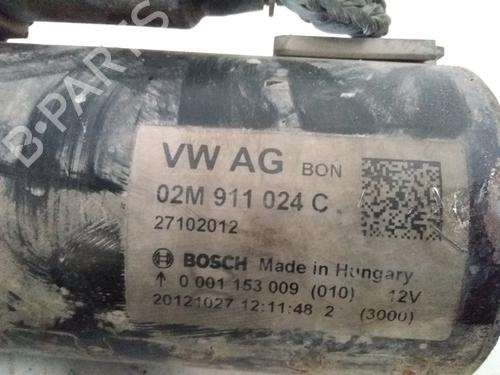 B-PARTS
VW AG BON
02M 911 024 C
27102012
BOSCH Made in Hungary
↑ 0 001 153 009 (010) 12V
20121027 12:11:48 2 (3000)